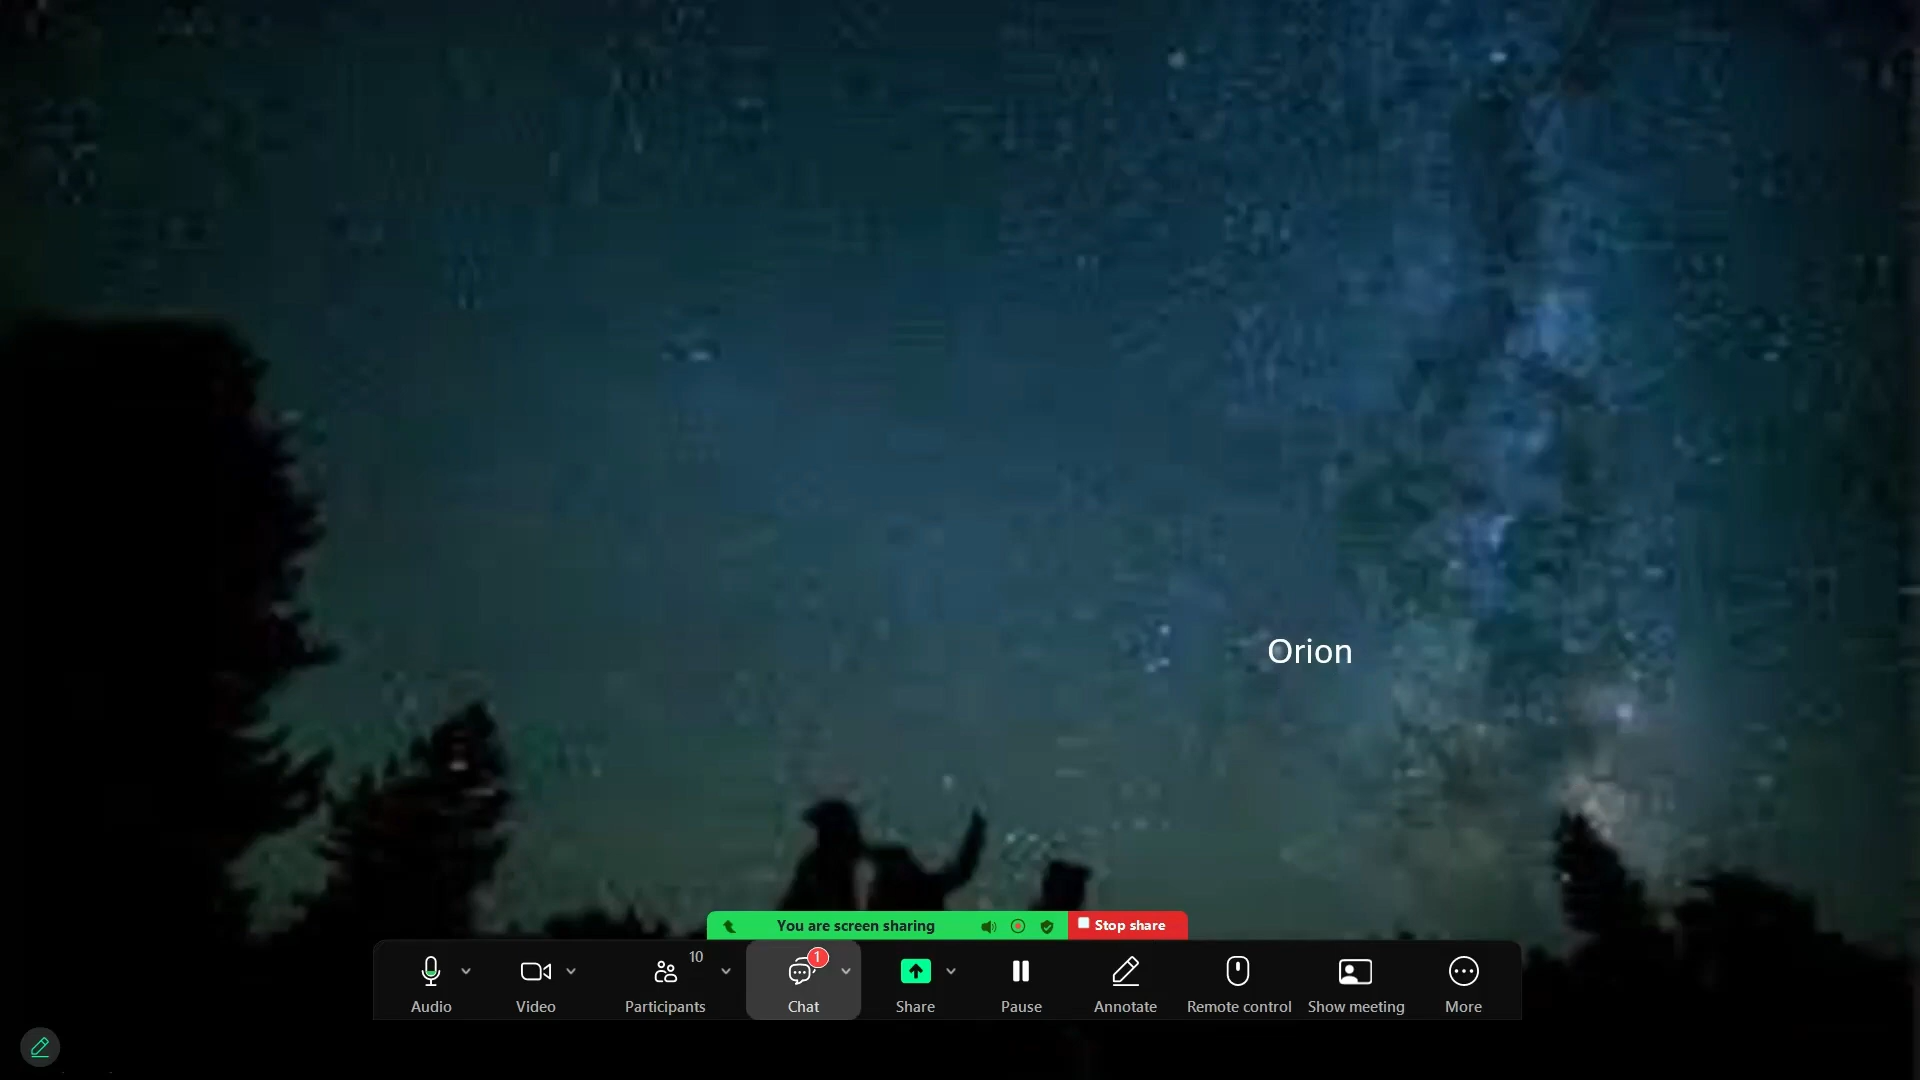 Orion
You are screen sharing
Stop share
10
1
Audio
Video
Participants
Chat
Share
Pause
Annotate
Remote control
Show meeting
More